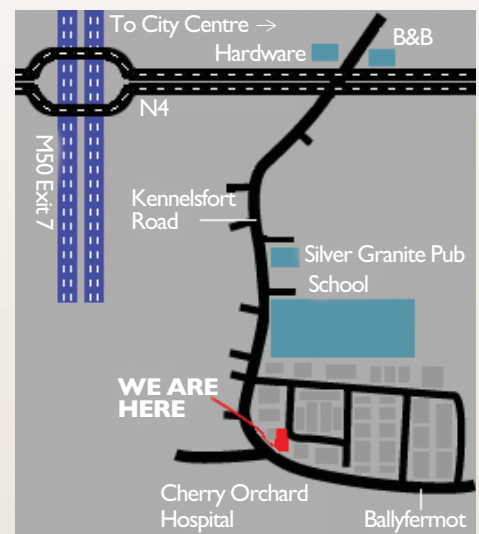 To City Centre →
B&B
Hardware
N4
M50 Exit 7
Kennelsfort
Road
Silver Granite Pub
School
WE ARE
HERE
Cherry Orchard
Hospital
Ballyfermot